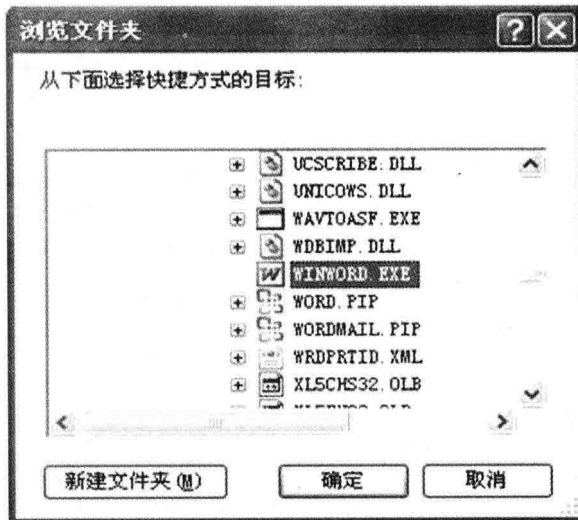 浏览文件夹
从下面选择快捷方式的目标:
UCSCRIBE.DLL
UNICOWS.DLL
WAVTOASF.EXE
WDBIMP.DLL
WINWORD.EXE
WORD.PIP
WORDMAIL.PIP
WRDPRTID.XML
XL5CHS32.OLB
新建文件夹(M)
确定
取消